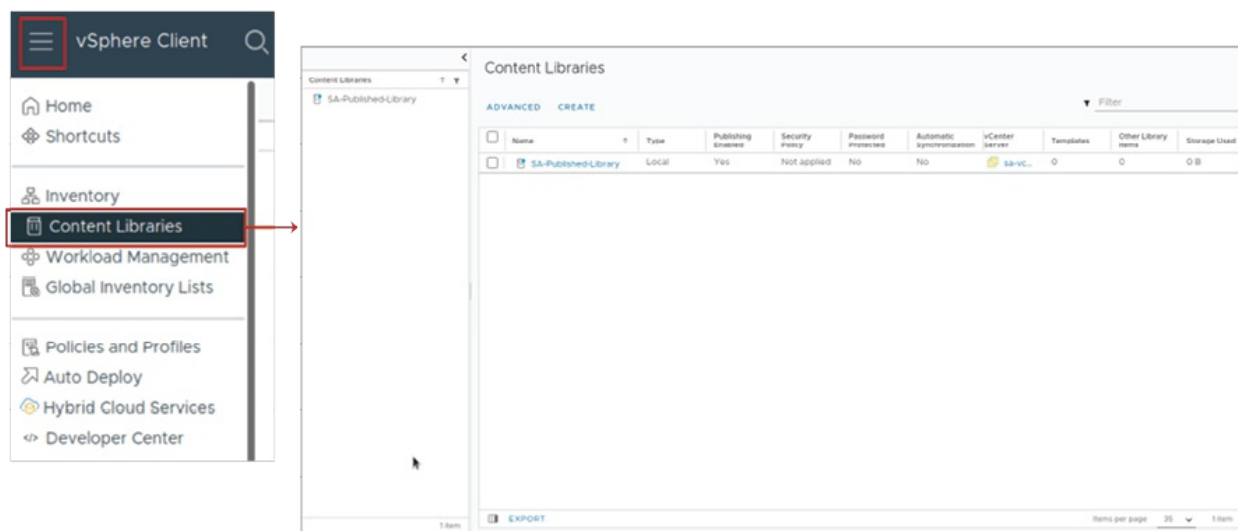 vSphere Client
Home
Shortcuts
Inventory
Content Libraries
Workload Management
Global Inventory Lists
Policies and Profiles
Auto Deploy
Hybrid Cloud Services
Developer Center
Content Libraries
SA-Published-Library
1 item
Content Libraries
ADVANCED CREATE
Filter
Name Type Publishing Enabled Security Policy Password Protected Automatic Synchronization vCenter Server Templates Other Library Items Storage Used
SA-Published-Library Local Yes Not applied No No sa-vc... 0 0 0 B
EXPORT
Items per page 35 1 item